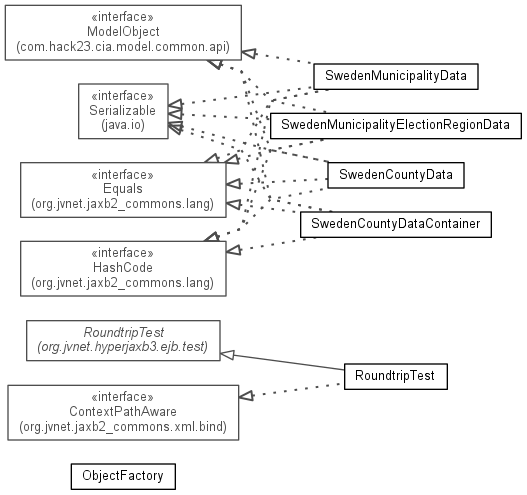 «interface»
ModelObject
(com.hack23.cia.model.common.api)
SwedenMunicipalityData
«interface»
Serializable
(java.io)
SwedenMunicipalityElectionRegionData
«interface»
Equals
(org.jvnet.jaxb2_commons.lang)
SwedenCountyData
SwedenCountyDataContainer
«interface»
HashCode
(org.jvnet.jaxb2_commons.lang)
RoundtripTest
(org.jvnet.hyperjaxb3.ejb.test)
RoundtripTest
«interface»
ContextPathAware
(org.jvnet.jaxb2_commons.xml.bind)
ObjectFactory